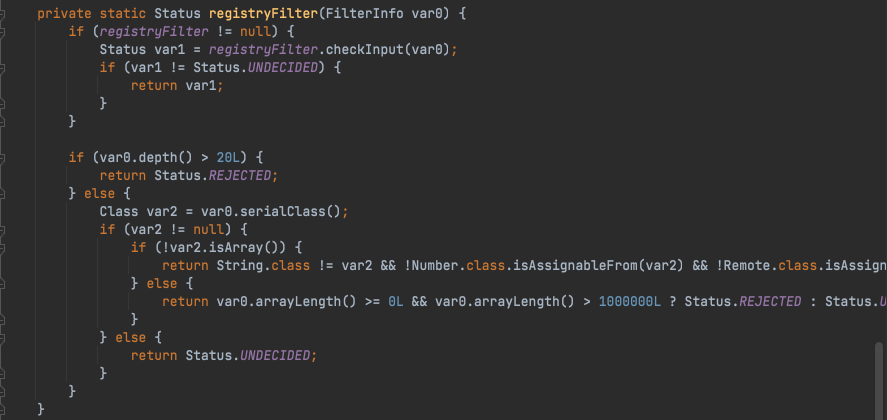 private static Status registryFilter(FilterInfo var0) {
if (registryFilter != null) {
Status var1 = registryFilter.checkInput(var0);
if (var1 != Status.UNDECIDED) {
return var1;
}
}
if (var0.depth() > 20L) {
return Status.REJECTED;
} else {
Class var2 = var0.serialClass();
if (var2 != null) {
if (!var2.isArray()) {
return String.class != var2 && !Number.class.isAssignableFrom(var2) && !Remote.class.isAssign
} else {
return var0.arrayLength() >= 0L && var0.arrayLength() > 1000000L ? Status.REJECTED : Status.U
}
} else {
return Status.UNDECIDED;
}
}
}